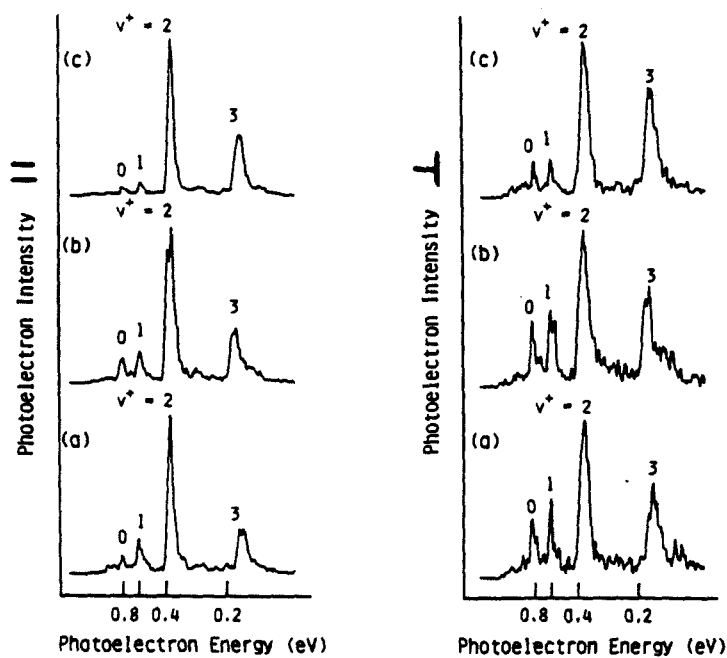 v⁺ = 2
(c)
0 1
3
v⁺ = 2
(b)
0 1
3
v⁺ = 2
(a)
0 1
3
||
Photoelectron Intensity
0.8 0.4 0.2
Photoelectron Energy (eV)
v⁺ = 2
(c)
0 1
3
v⁺ = 2
(b)
0 1
3
v⁺ = 2
(a)
0 1
3
⊥
Photoelectron Intensity
0.8 0.4 0.2
Photoelectron Energy (eV)